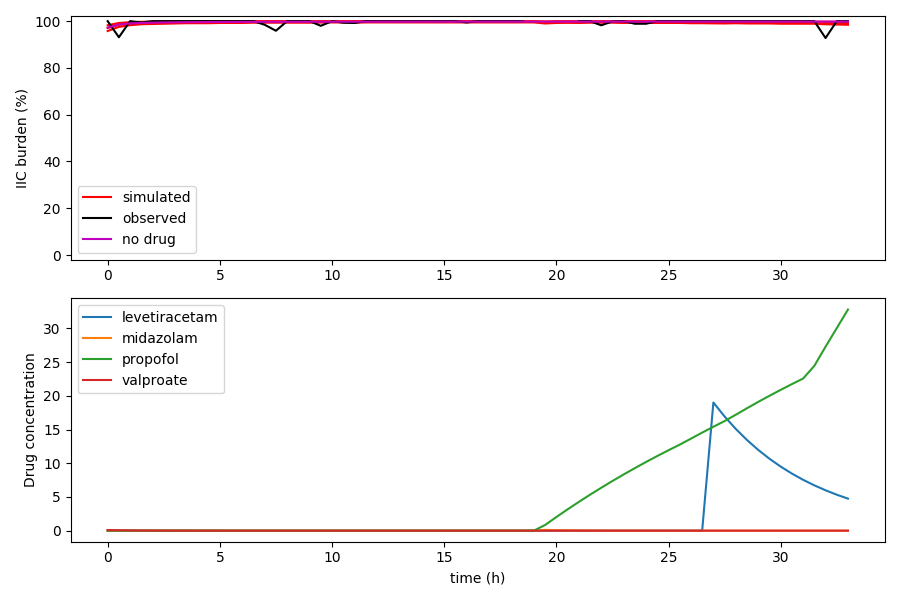 IIC burden (%)
100
80
60
40
20
0
simulated
observed
no drug
0 5 10 15 20 25 30
Drug concentration
30
25
20
15
10
5
0
levetiracetam
midazolam
propofol
valproate
0 5 10 15 20 25 30
time (h)